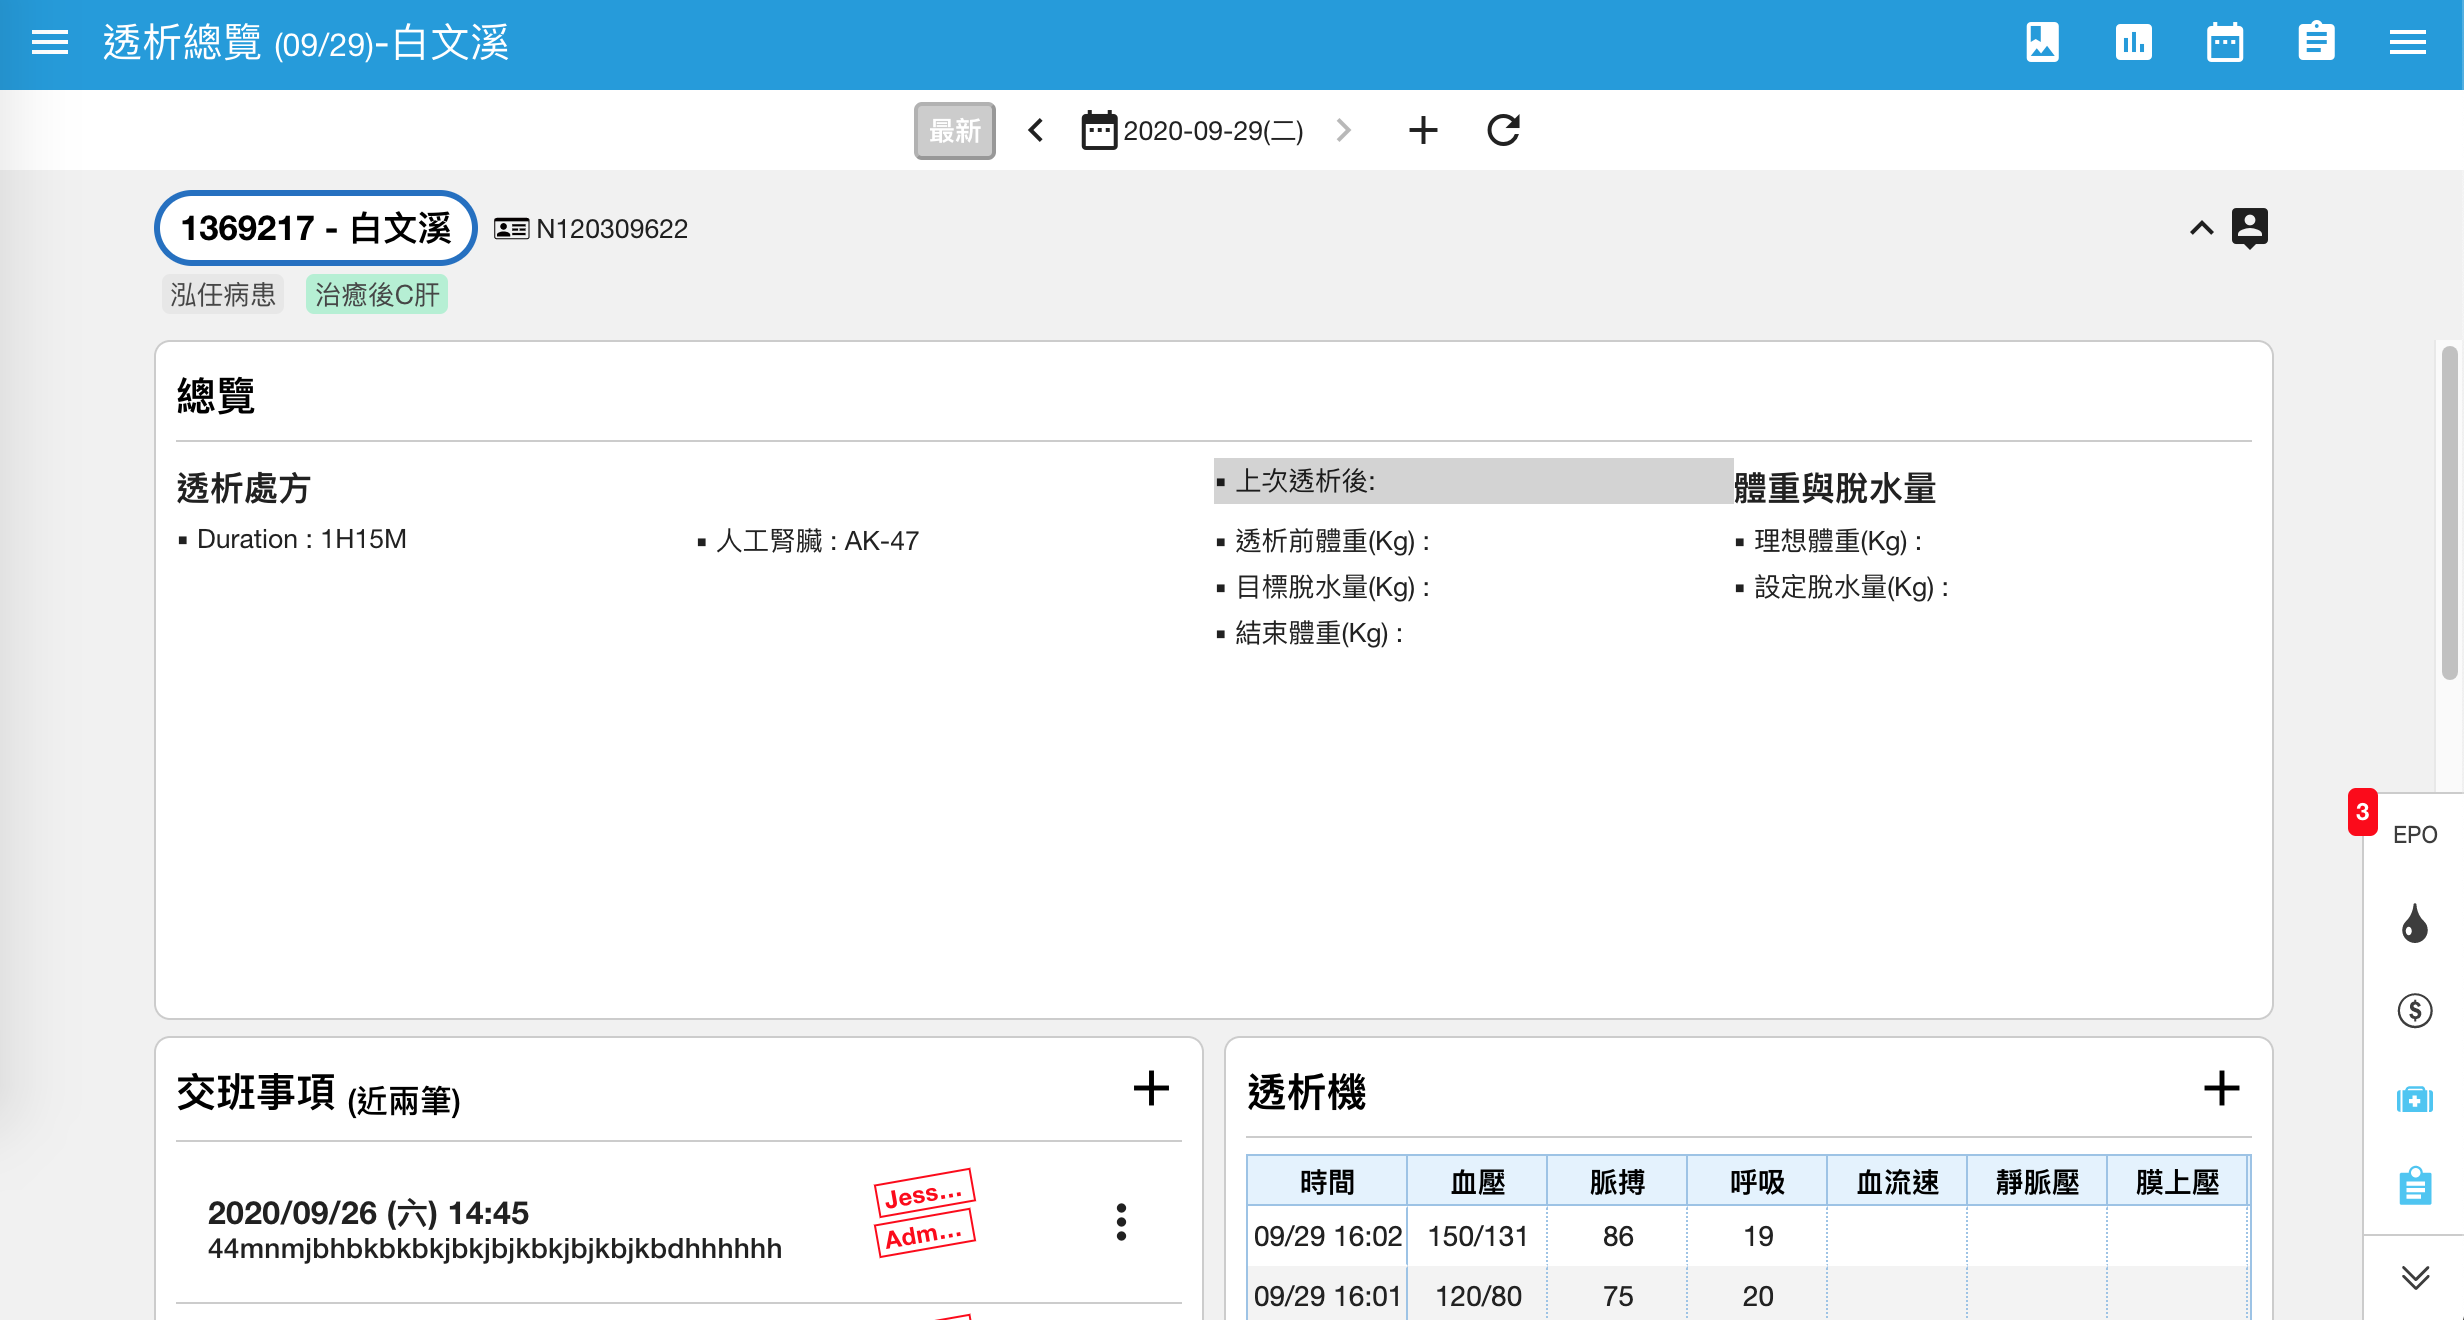 透析總覽 (09/29)-白文溪
最新
2020-09-29(二)
1369217 - 白文溪
N120309622
泓任病患
治癒後C肝
總覽
透析處方
Duration : 1H15M
人工腎臟 : AK-47
上次透析後:
體重與脫水量
透析前體重(Kg) :
理想體重(Kg) :
目標脫水量(Kg) :
設定脫水量(Kg) :
結束體重(Kg) :
3
EPO
交班事項 (近兩筆)
2020/09/26 (六) 14:45
44mnmjbhbkbkbkjbkjbjkbkjbjkbjkbdhhhhhh
Jess...
Adm...
透析機
時間 血壓 脈搏 呼吸 血流速 靜脈壓 膜上壓
09/29 16:02 150/131 86 19
09/29 16:01 120/80 75 20